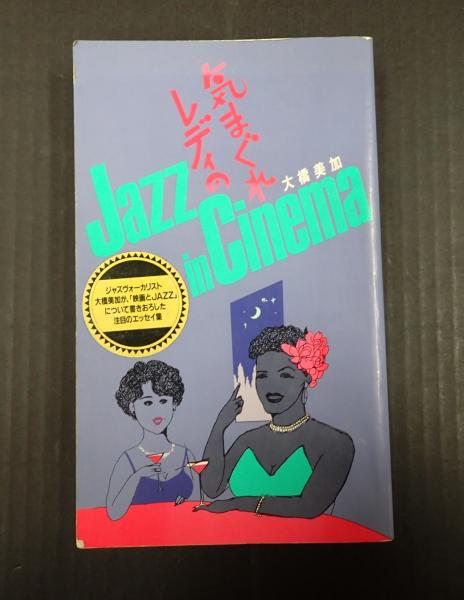 気まぐれ
レディの
大橋美加
Jazz
in Cinema
ジャズヴォーカリスト
大橋美加が、「映画とJAZZ」
について書きおろした
注目のエッセイ集